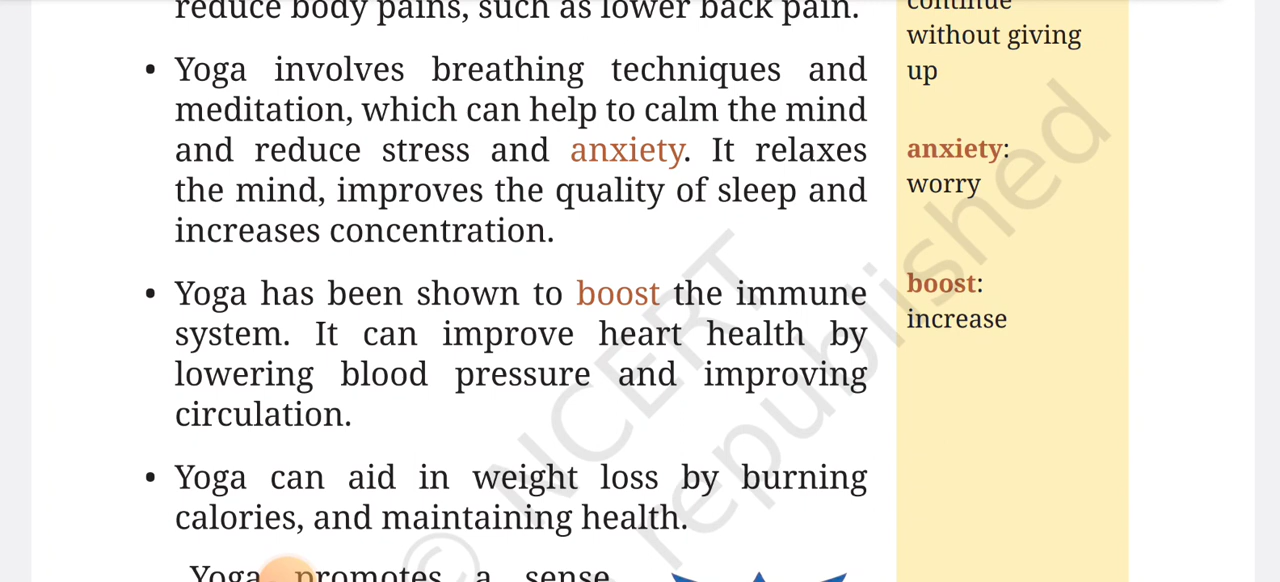 reduce body pains, such as lower back pain.
• Yoga involves breathing techniques and
meditation, which can help to calm the mind
and reduce stress and anxiety. It relaxes
the mind, improves the quality of sleep and
increases concentration.
• Yoga has been shown to boost the immune
system. It can improve heart health by
lowering blood pressure and improving
circulation.
• Yoga can aid in weight loss by burning
calories, and maintaining health.
Yoga promotes a sense
continue
without giving
up
anxiety:
worry
boost:
increase
© NCERT
republished